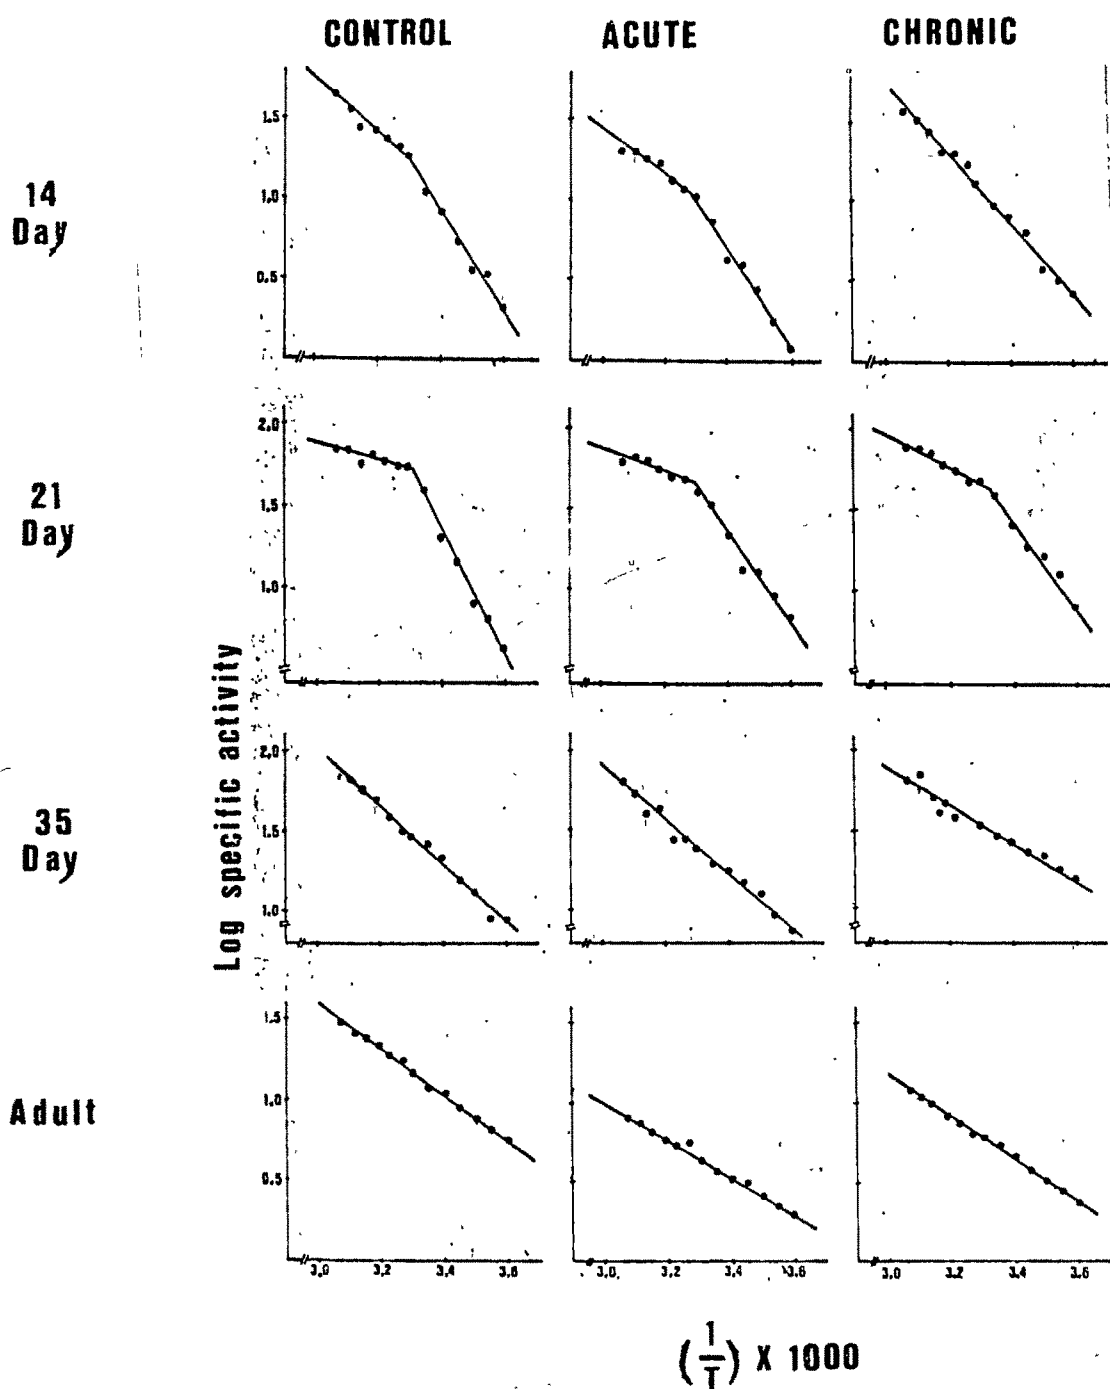 CONTROL ACUTE CHRONIC
14
Day
1.5
1.0
0.5
21
Day
2.0
1.5
1.0
35
Day
2.0
1.5
1.0
Log specific activity
Adult
1.5
1.0
0.5
3.0 3.2 3.4 3.6 3.0 3.2 3.4 3.6 3.0 3.2 3.4 3.6
(1/T) X 1000